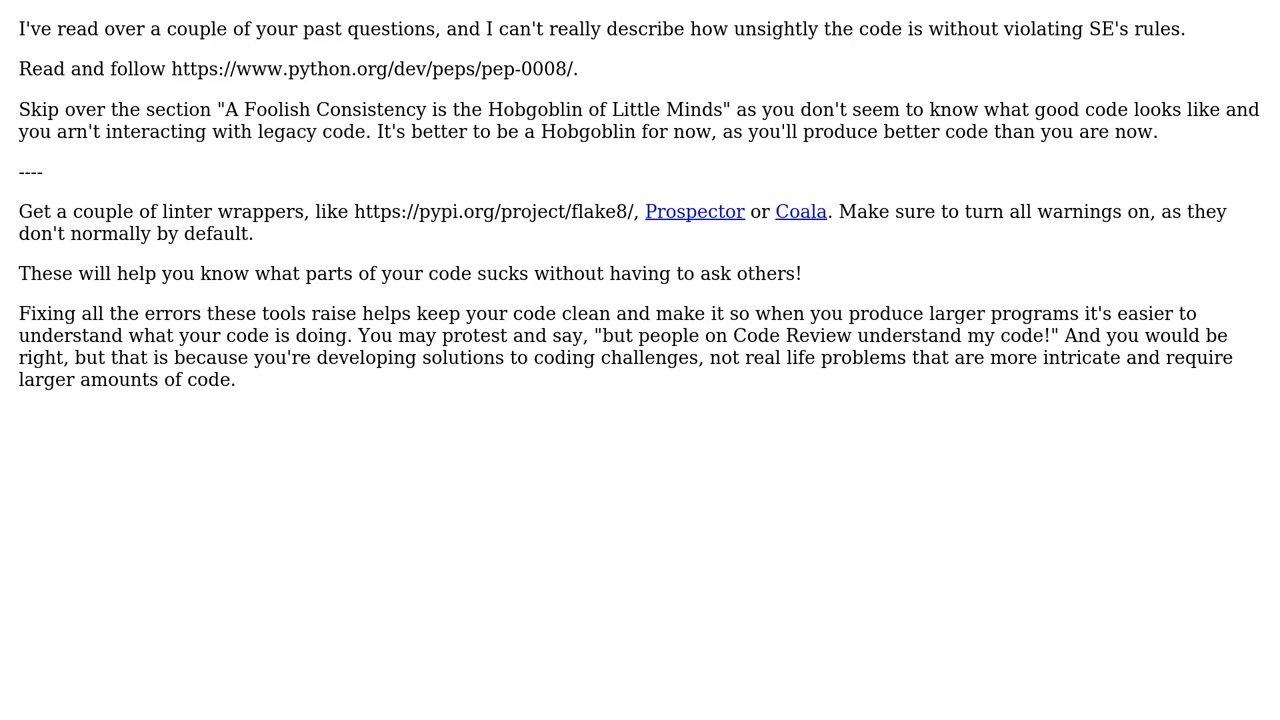 I've read over a couple of your past questions, and I can't really describe how unsightly the code is without violating SE's rules.
Read and follow https://www.python.org/dev/peps/pep-0008/.
Skip over the section "A Foolish Consistency is the Hobgoblin of Little Minds" as you don't seem to know what good code looks like and
you arn't interacting with legacy code. It's better to be a Hobgoblin for now, as you'll produce better code than you are now.
----
Get a couple of linter wrappers, like https://pypi.org/project/flake8/, Prospector or Coala. Make sure to turn all warnings on, as they
don't normally by default.
These will help you know what parts of your code sucks without having to ask others!
Fixing all the errors these tools raise helps keep your code clean and make it so when you produce larger programs it's easier to
understand what your code is doing. You may protest and say, "but people on Code Review understand my code!" And you would be
right, but that is because you're developing solutions to coding challenges, not real life problems that are more intricate and require
larger amounts of code.